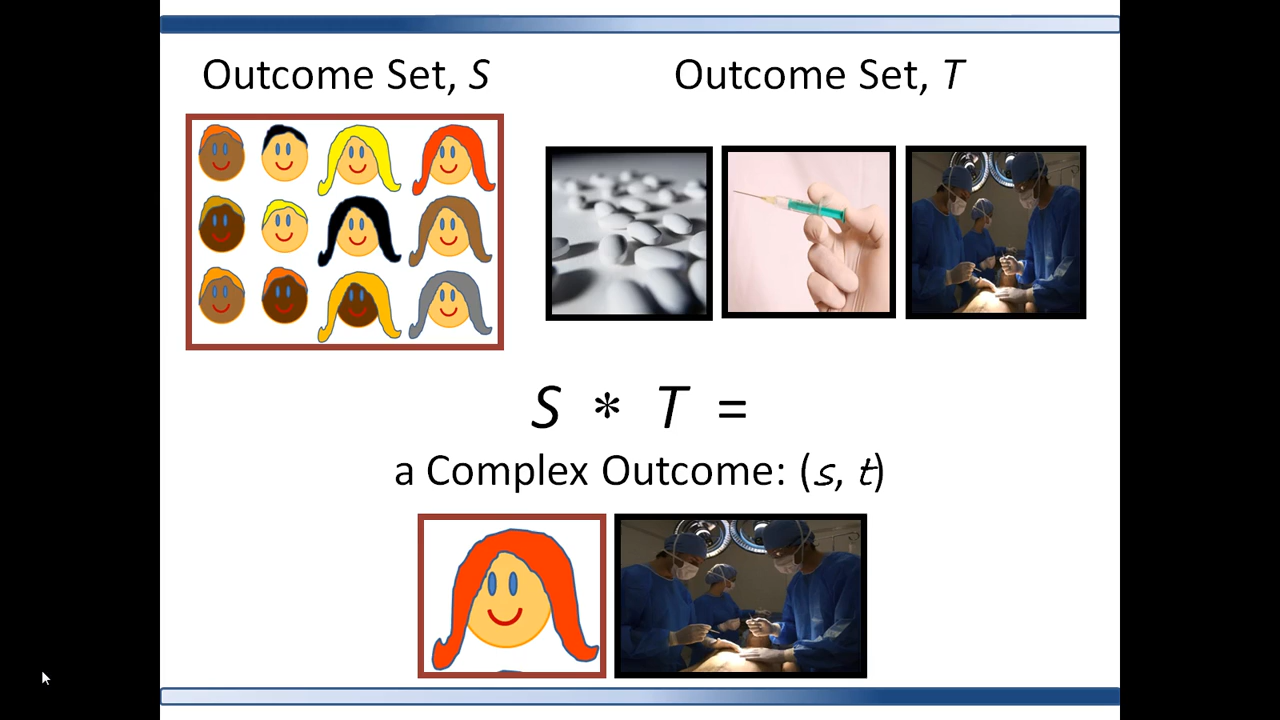 Outcome Set, S
Outcome Set, T
S * T =
a Complex Outcome: (s, t)